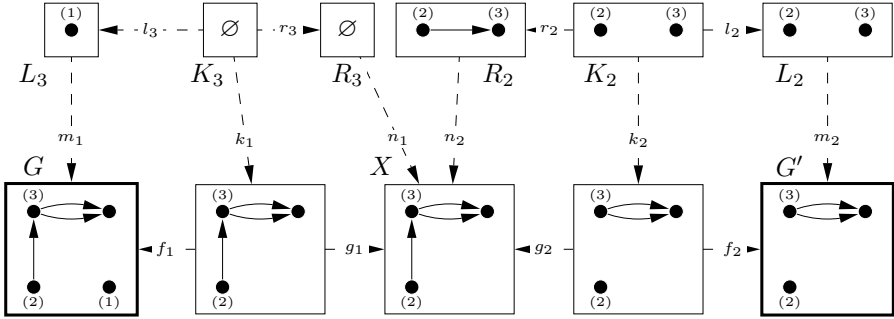 (1) l₃ ∅ r₃ ∅ (2) (3) r₂ (2) (3) l₂ (2) (3)
L₃ K₃ R₃ R₂ K₂ L₂
m₁ k₁ n₁ n₂ k₂ m₂
G X G′
(3) (3) (3) (3) (3)
f₁ g₁ g₂ f₂
(2) (1) (2) (2) (2) (2)